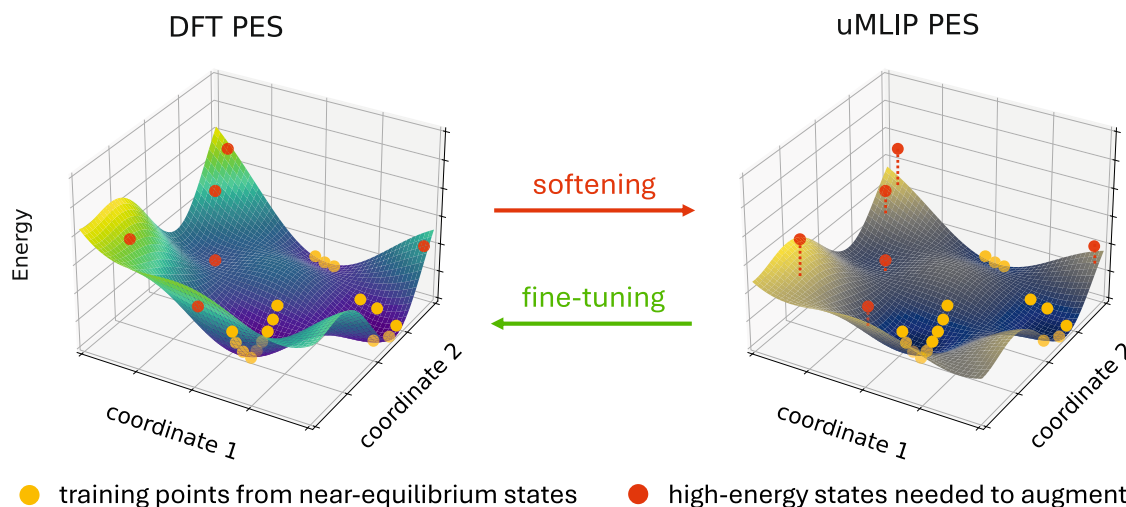 DFT PES
uMLIP PES
Energy
softening
fine-tuning
coordinate 1
coordinate 2
coordinate 1
coordinate 2
training points from near-equilibrium states
high-energy states needed to augment